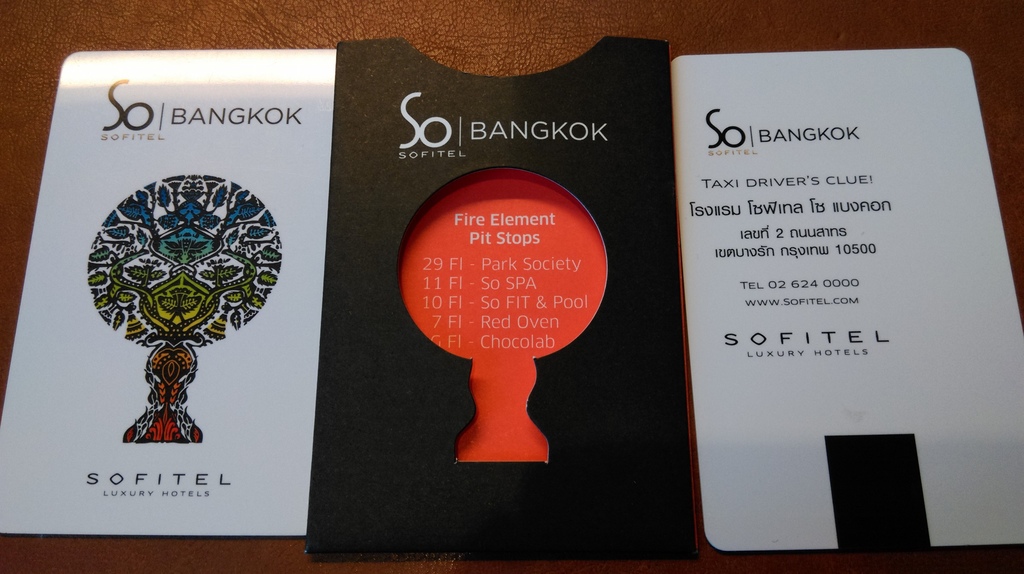 So | BANGKOK
SOFITEL
SOFITEL
LUXURY HOTELS
So | BANGKOK
SOFITEL
Fire Element
Pit Stops
29 Fl - Park Society
11 Fl - So SPA
10 Fl - So FIT & Pool
7 Fl - Red Oven
6 Fl - Chocolab
So | BANGKOK
SOFITEL
TAXI DRIVER'S CLUE!
โรงแรม โซฟิเทล โซ แบงคอก
เลขที่ 2 ถนนสาทร
เขตบางรัก กรุงเทพ 10500
TEL 02 624 0000
WWW.SOFITEL.COM
SOFITEL
LUXURY HOTELS